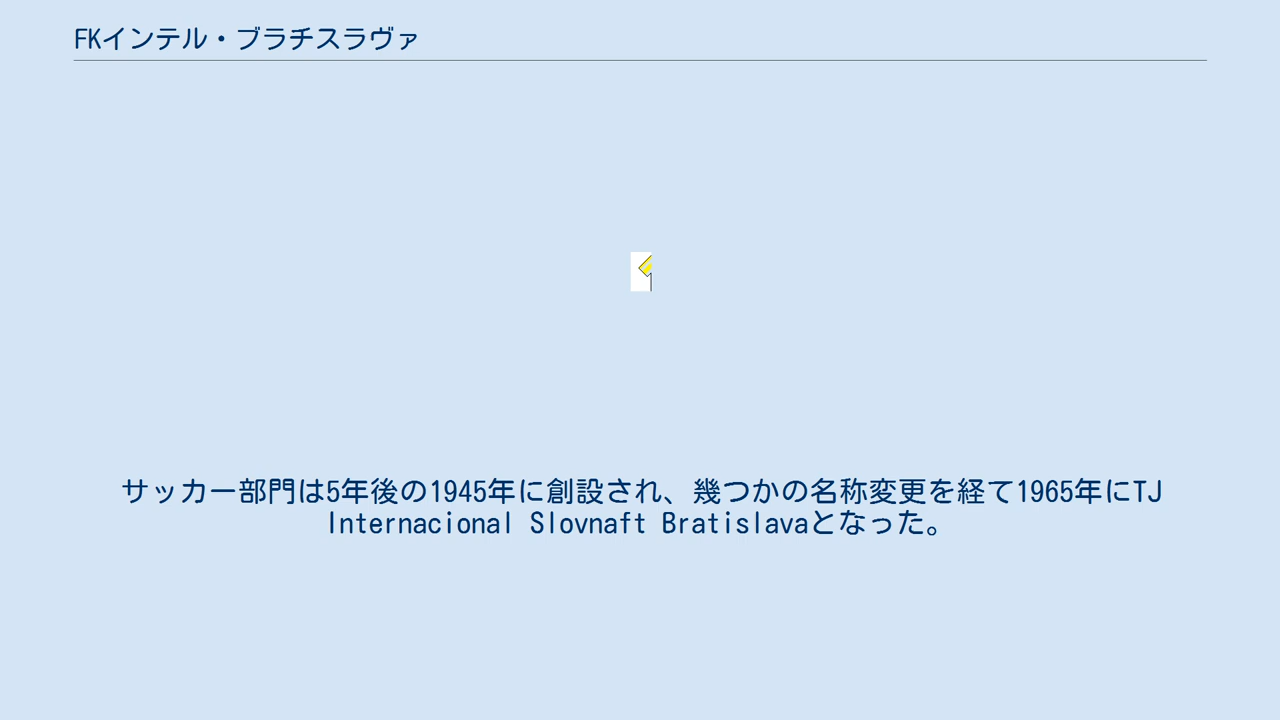 FKインテル・ブラチスラヴァ
サッカー部門は5年後の1945年に創設され、幾つかの名称変更を経て1965年にTJ
Internacional Slovnaft Bratislavaとなった。